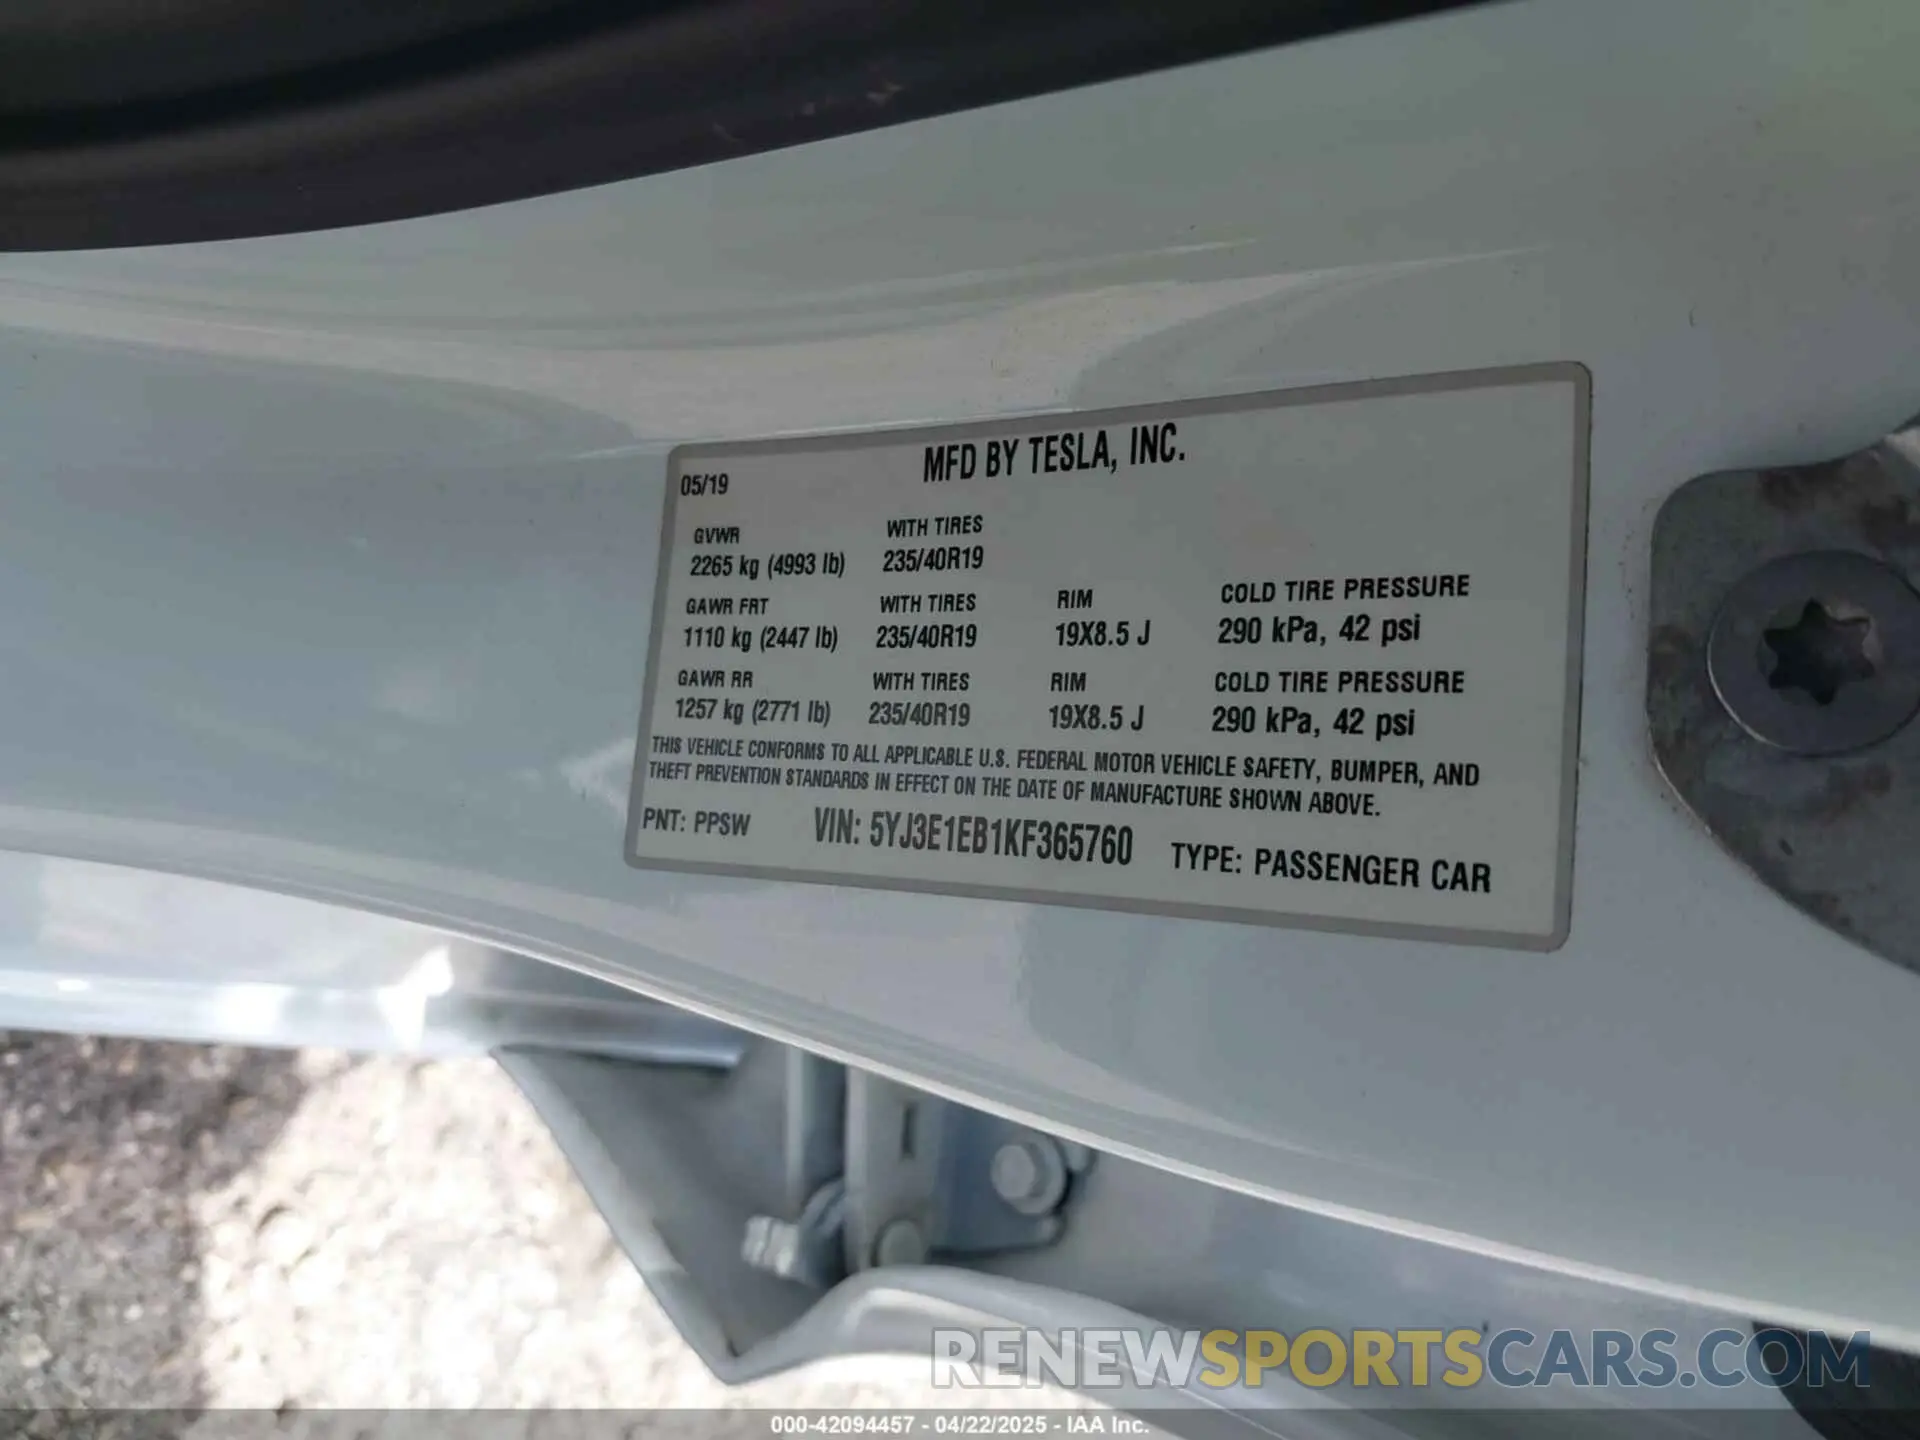 MFD BY TESLA, INC.
05/19
GVWR WITH TIRES
2265 kg (4993 lb) 235/40R19
GAWR FRT WITH TIRES RIM COLD TIRE PRESSURE
1110 kg (2447 lb) 235/40R19 19X8.5 J 290 kPa, 42 psi
GAWR RR WITH TIRES RIM COLD TIRE PRESSURE
1257 kg (2771 lb) 235/40R19 19X8.5 J 290 kPa, 42 psi
THIS VEHICLE CONFORMS TO ALL APPLICABLE U.S. FEDERAL MOTOR VEHICLE SAFETY, BUMPER, AND
THEFT PREVENTION STANDARDS IN EFFECT ON THE DATE OF MANUFACTURE SHOWN ABOVE.
PNT: PPSW VIN: 5YJ3E1EB1KF365760 TYPE: PASSENGER CAR
RENEWSPORTSCARS.COM
000-42094457 - 04/22/2025 - IAA Inc.